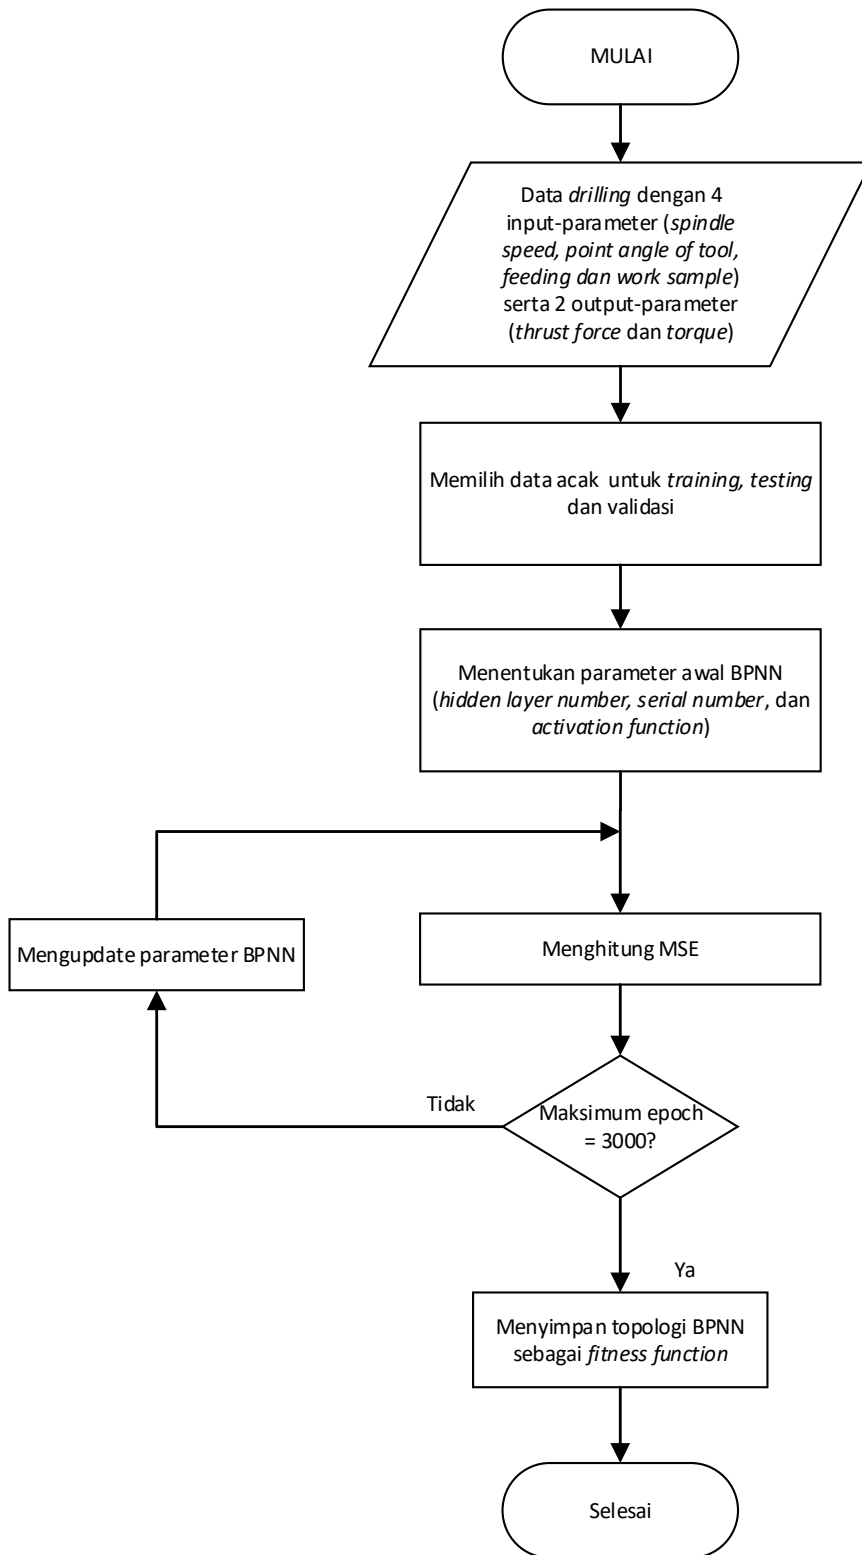 MULAI
Data drilling dengan 4
input-parameter (spindle
speed, point angle of tool,
feeding dan work sample)
serta 2 output-parameter
(thrust force dan torque)
Memilih data acak untuk training, testing
dan validasi
Menentukan parameter awal BPNN
(hidden layer number, serial number, dan
activation function)
Mengupdate parameter BPNN
Menghitung MSE
Tidak
Maksimum epoch
= 3000?
Ya
Menyimpan topologi BPNN
sebagai fitness function
Selesai